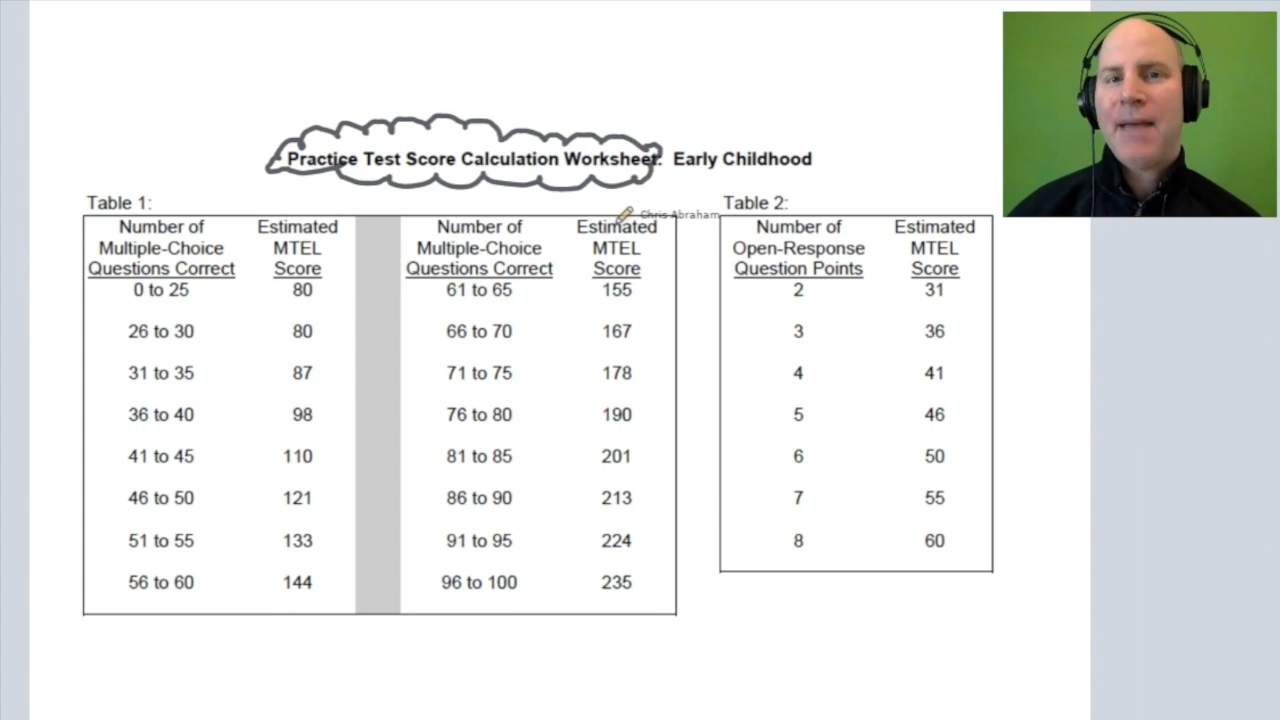 Practice Test Score Calculation Worksheet: Early Childhood
Table 1:
Number of Multiple-Choice Questions Correct Estimated MTEL Score
0 to 25 80
26 to 30 80
31 to 35 87
36 to 40 98
41 to 45 110
46 to 50 121
51 to 55 133
56 to 60 144
Number of Multiple-Choice Questions Correct Estimated MTEL Score
61 to 65 155
66 to 70 167
71 to 75 178
76 to 80 190
81 to 85 201
86 to 90 213
91 to 95 224
96 to 100 235
Chris Abraham
Table 2:
Number of Open-Response Question Points Estimated MTEL Score
2 31
3 36
4 41
5 46
6 50
7 55
8 60